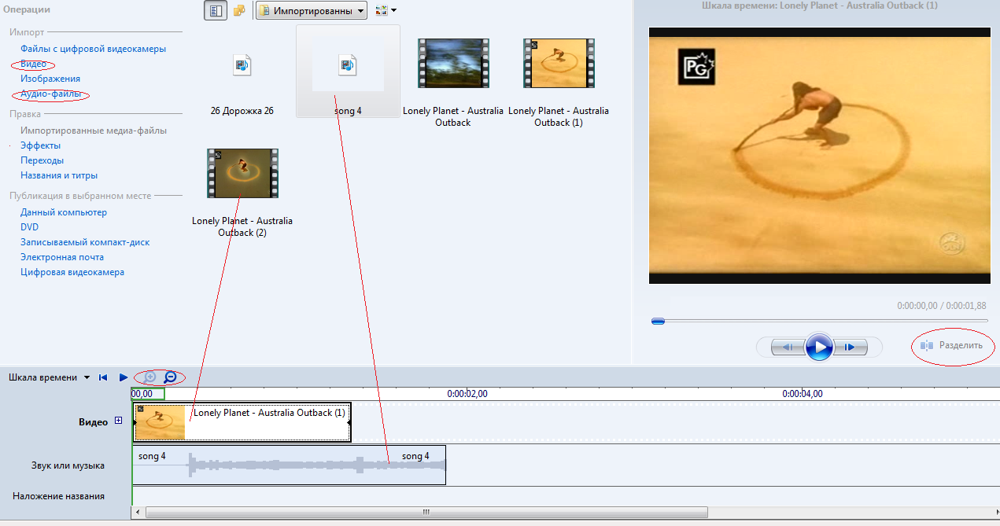 Операции
Импорт
Файлы с цифровой видеокамеры
Видео
Изображения
Аудио-файлы
Правка
Импортированные медиа-файлы
Эффекты
Переходы
Названия и титры
Публикация в выбранном месте
Данный компьютер
DVD
Записываемый компакт-диск
Электронная почта
Цифровая видеокамера
Импортированны
26 Дорожка 26
song 4
Lonely Planet - Australia
Outback
Lonely Planet - Australia
Outback (1)
Lonely Planet - Australia
Outback (2)
Шкала времени: Lonely Planet - Australia Outback (1)
PG
0:00:00,00 / 0:00:01,88
Разделить
Шкала времени
00,00
0:00:02,00
0:00:04,00
Видео
Lonely Planet - Australia Outback (1)
Звук или музыка
song 4
song 4
Наложение названия